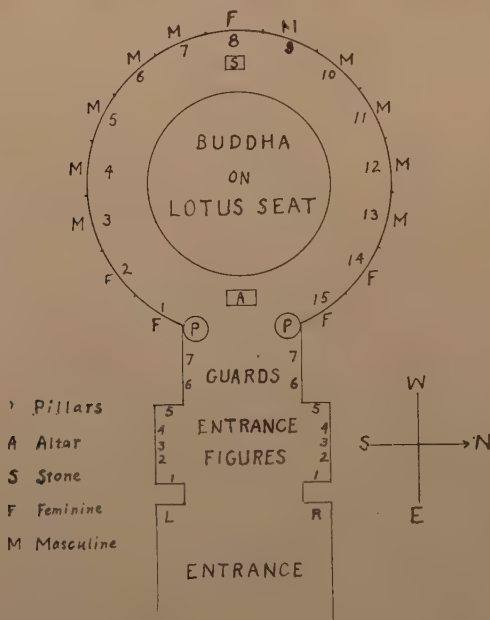 F
M F M
M 7 8 9 M
6 S 10
M 5 11 M
BUDDHA
M 4 ON 12 M
LOTUS SEAT
M 3 13 M
F 2 14 F
A
F 1 15 F
P P
7 7
GUARDS
6 6
W
5 5
Pillars
4 ENTRANCE 4
A Altar
3 FIGURES 3
S N
2 2
S Stone
1 1
F Feminine
L R
E
M Masculine
ENTRANCE